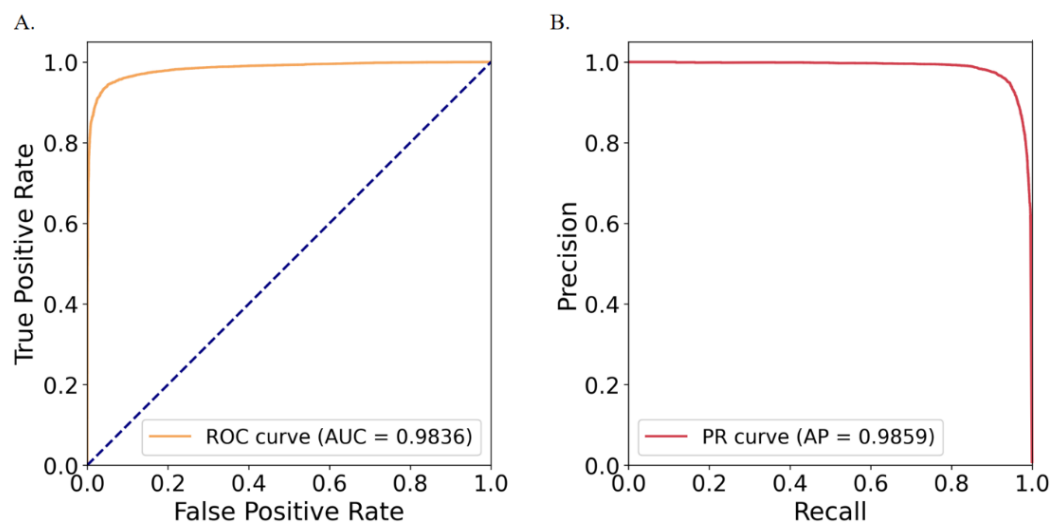 A.
True Positive Rate
1.0
0.8
0.6
0.4
0.2
0.0
ROC curve (AUC = 0.9836)
0.0 0.2 0.4 0.6 0.8 1.0
False Positive Rate
B.
Precision
1.0
0.8
0.6
0.4
0.2
0.0
PR curve (AP = 0.9859)
0.0 0.2 0.4 0.6 0.8 1.0
Recall